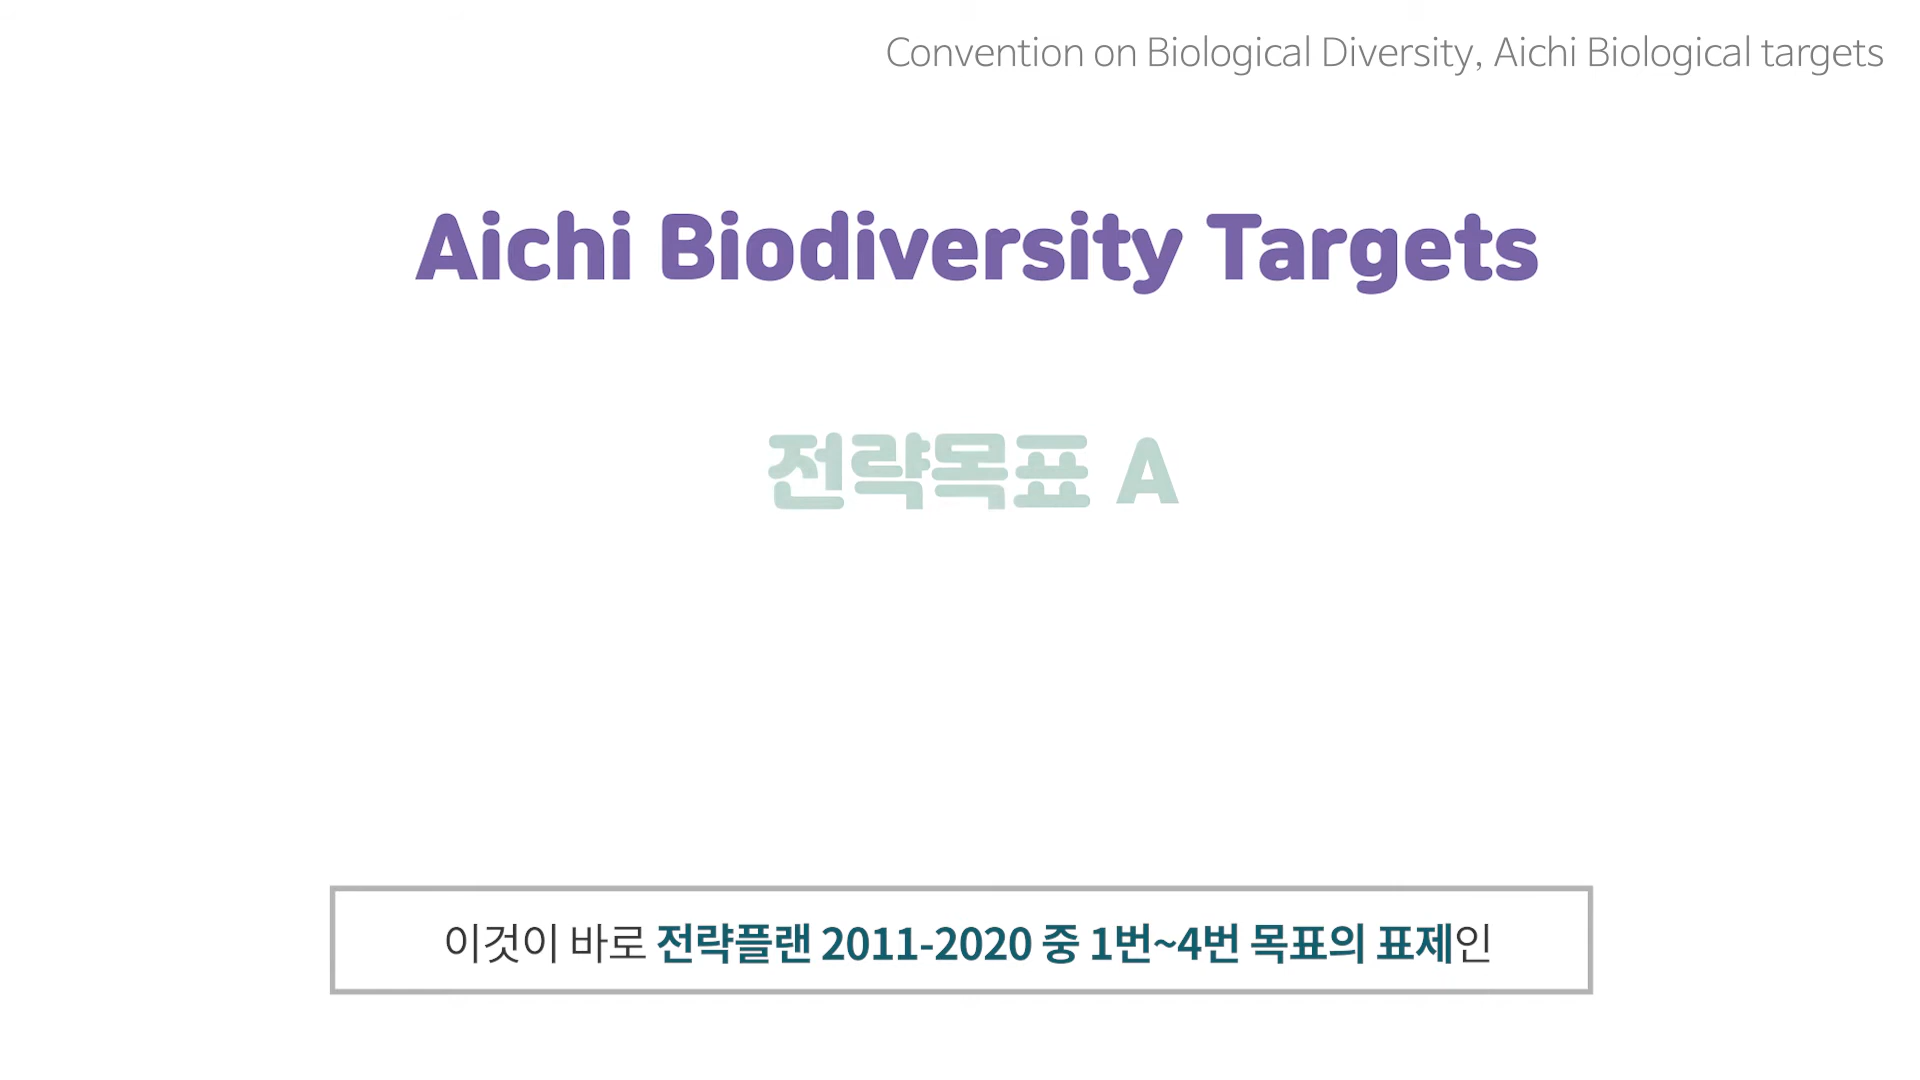 Convention on Biological Diversity, Aichi Biological targets
Aichi Biodiversity Targets
전략목표 A
이것이 바로 전략플랜 2011-2020 중 1번~4번 목표의 표제인